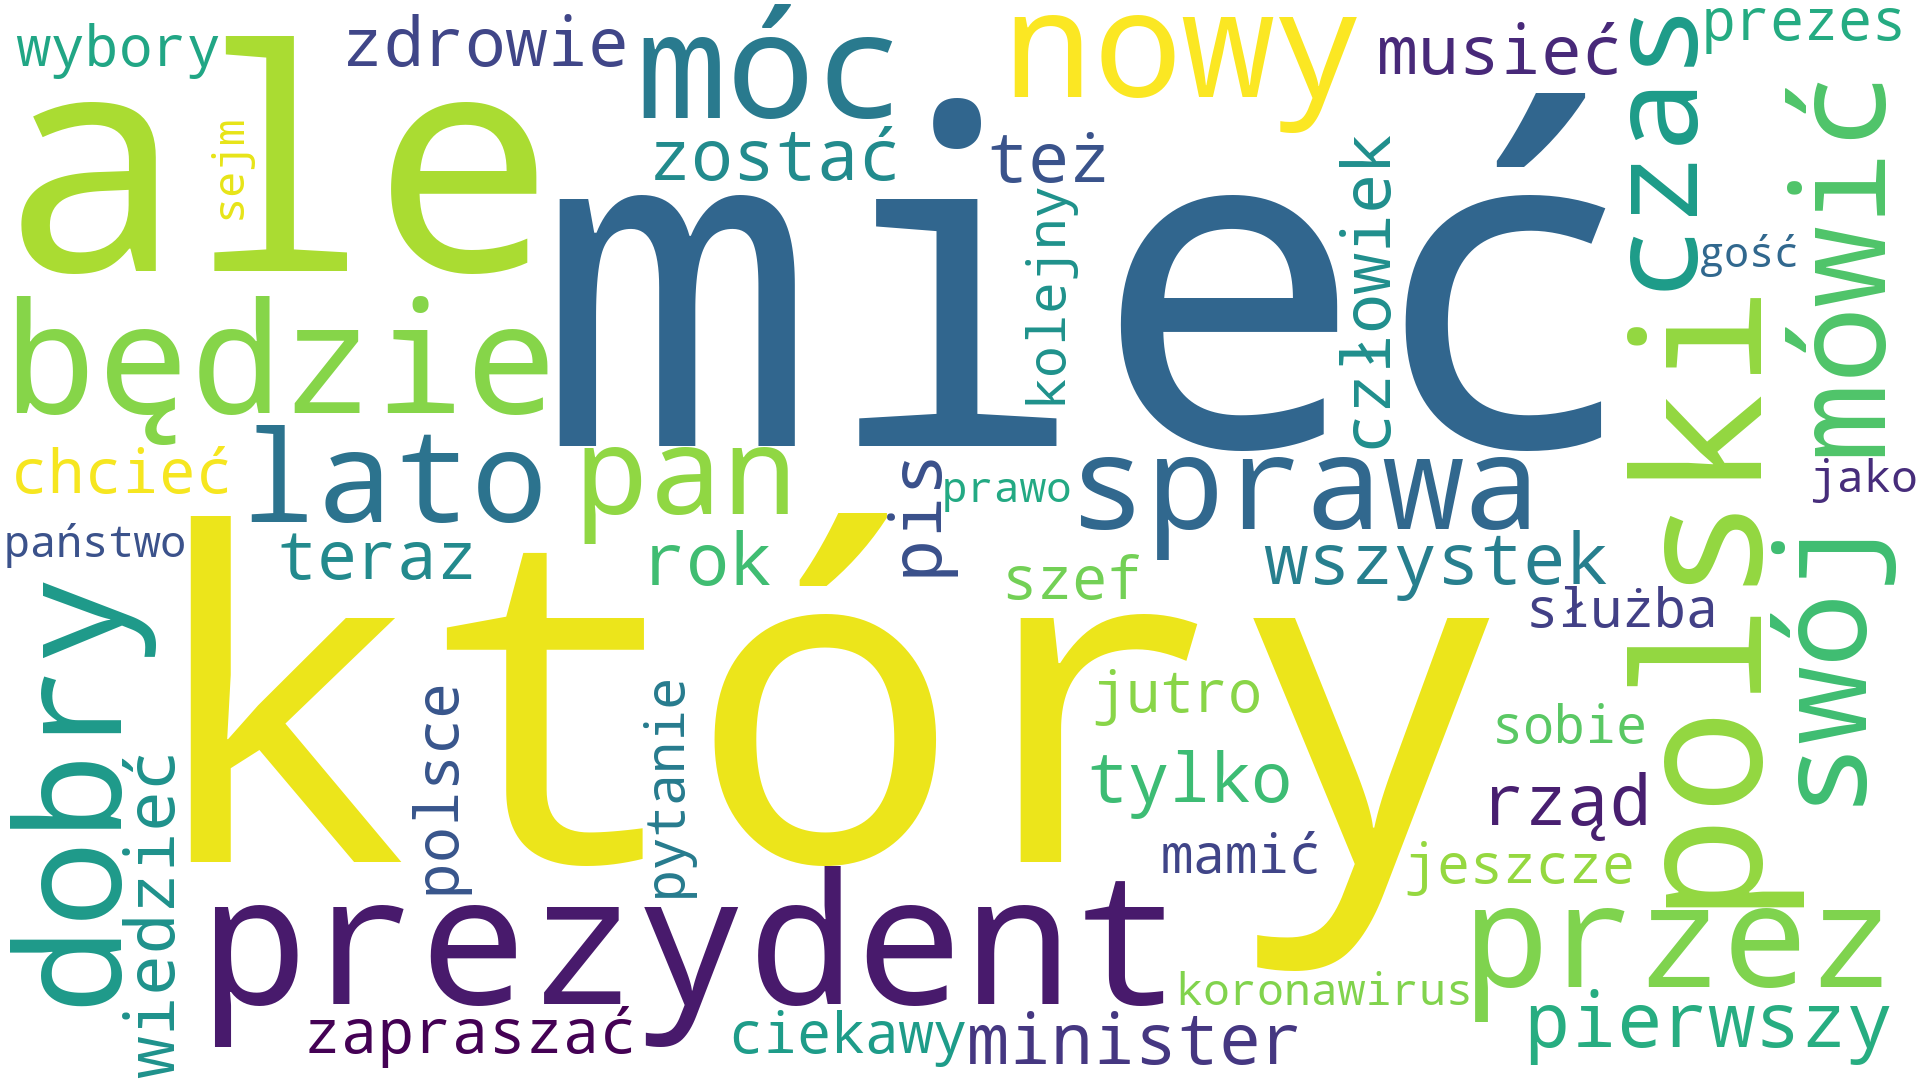 wybory
zdrowie
móc
nowy
musieć
czas
prezes
ale
sejm
zostać
też
mieć
kolejny
człowiek
gość
mówić
będzie
chcieć
lato
pan
pis
prawo
sprawa
polski
jako
państwo
teraz
rok
szef
wszystek
służba
swój
dobry
który
jutro
sobie
polsce
pytanie
tylko
rząd
wiedzieć
mamić
jeszcze
prezydent
przez
koronawirus
zapraszać
ciekawy
minister
pierwszy